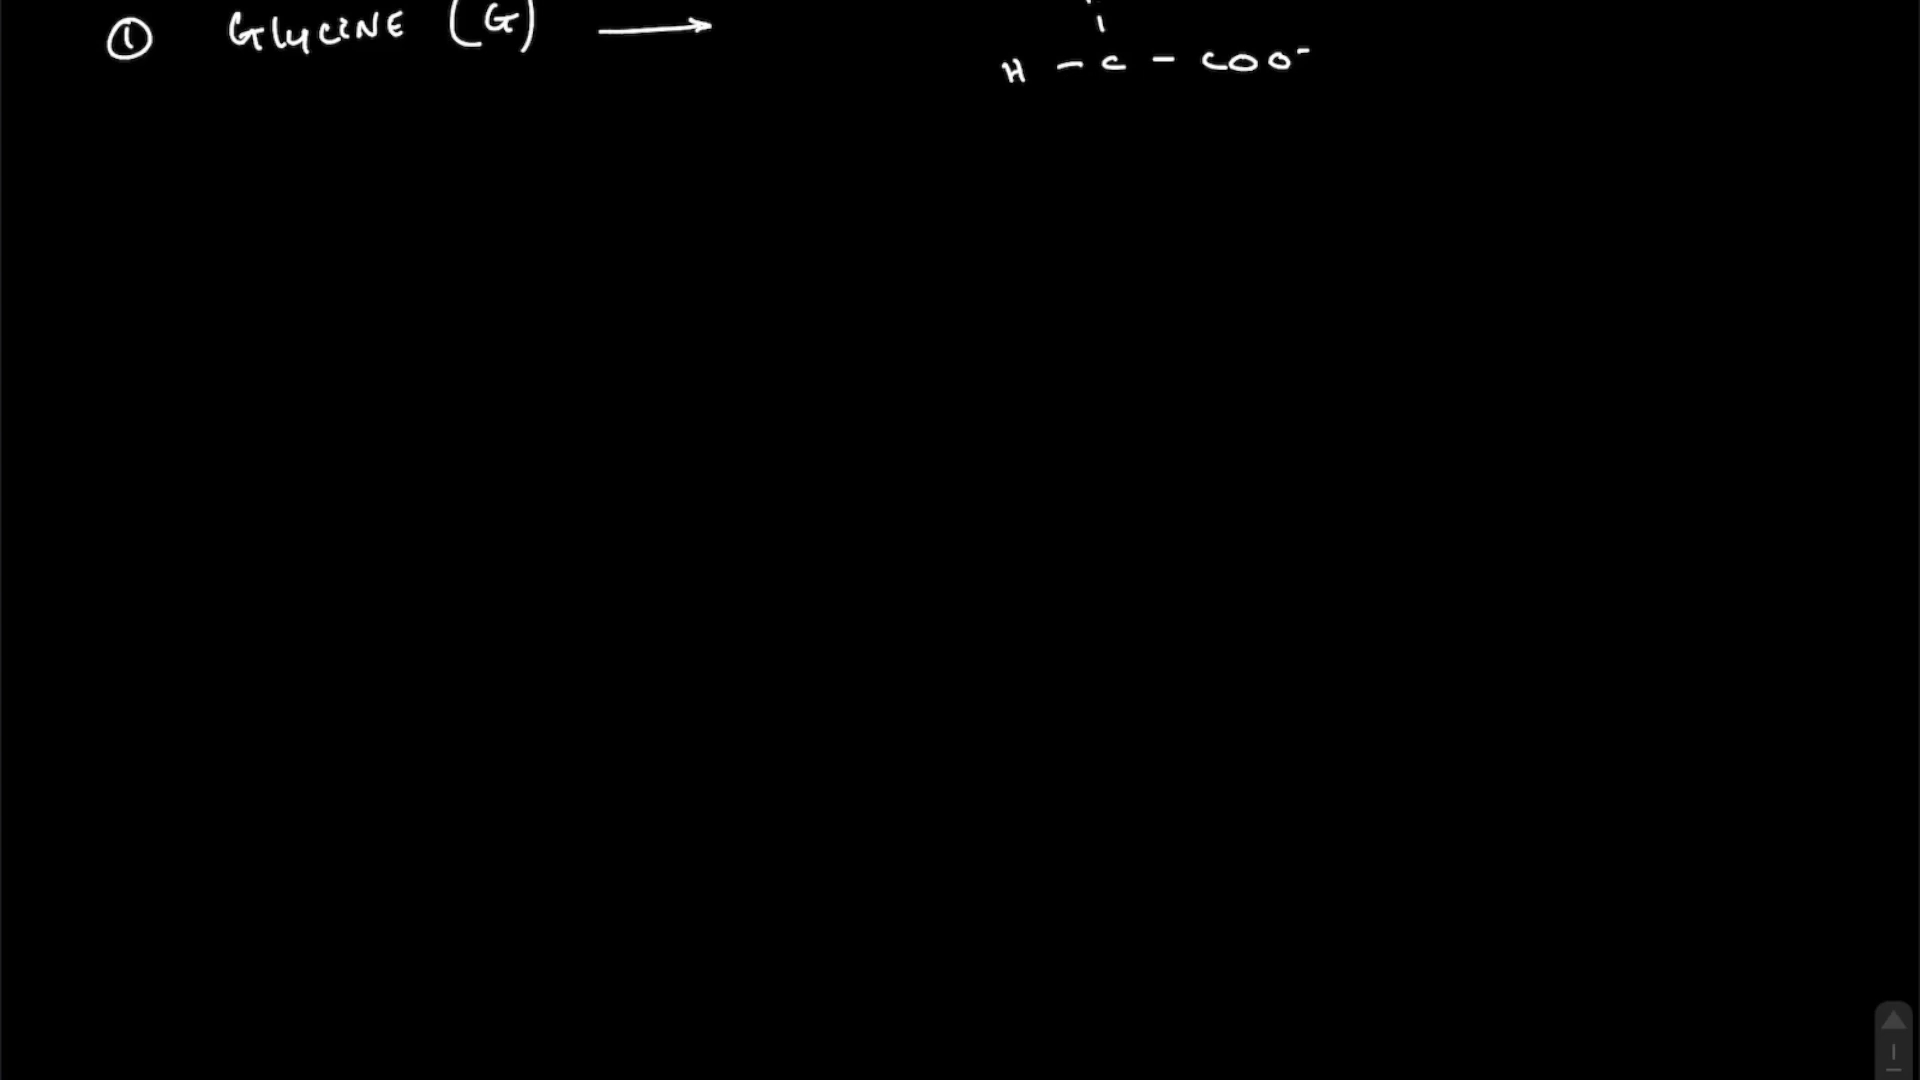 ① GLYCINE (G) ⟶
H - C - COO⁻